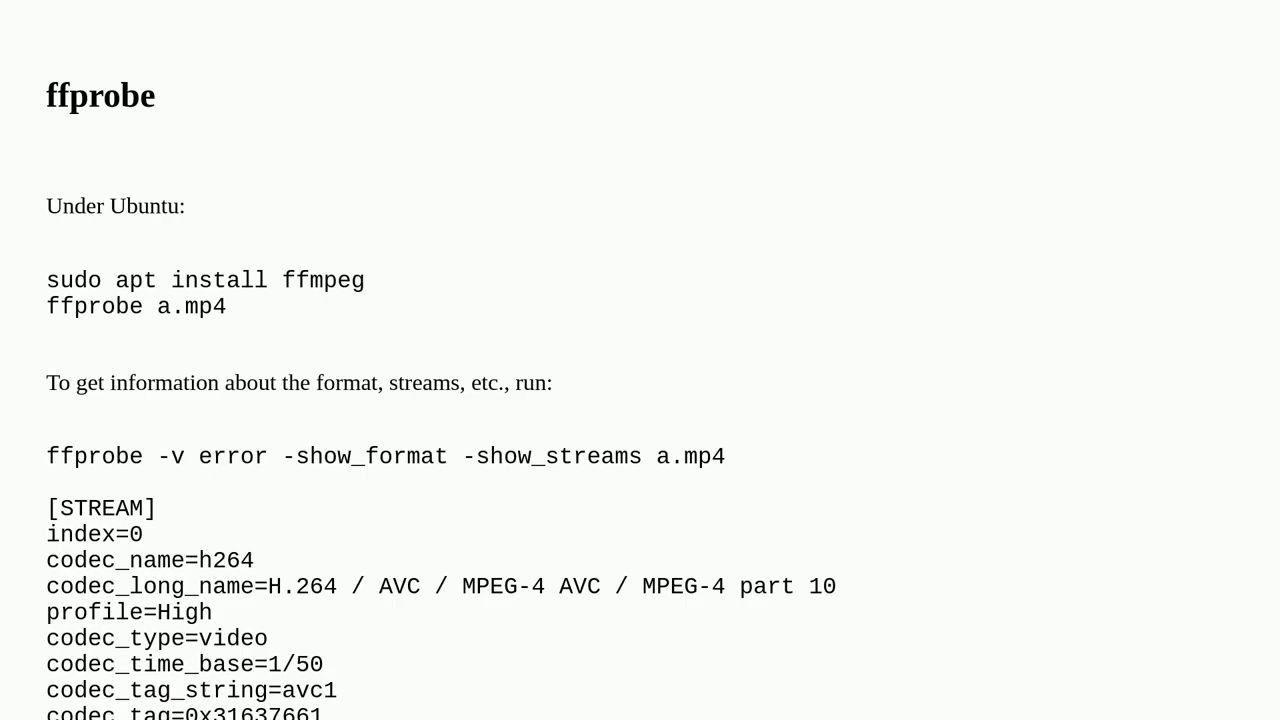 ffprobe
Under Ubuntu:
sudo apt install ffmpeg
ffprobe a.mp4
To get information about the format, streams, etc., run:
ffprobe -v error -show_format -show_streams a.mp4
[STREAM]
index=0
codec_name=h264
codec_long_name=H.264 / AVC / MPEG-4 AVC / MPEG-4 part 10
profile=High
codec_type=video
codec_time_base=1/50
codec_tag_string=avc1
codec_tag=0x31637661